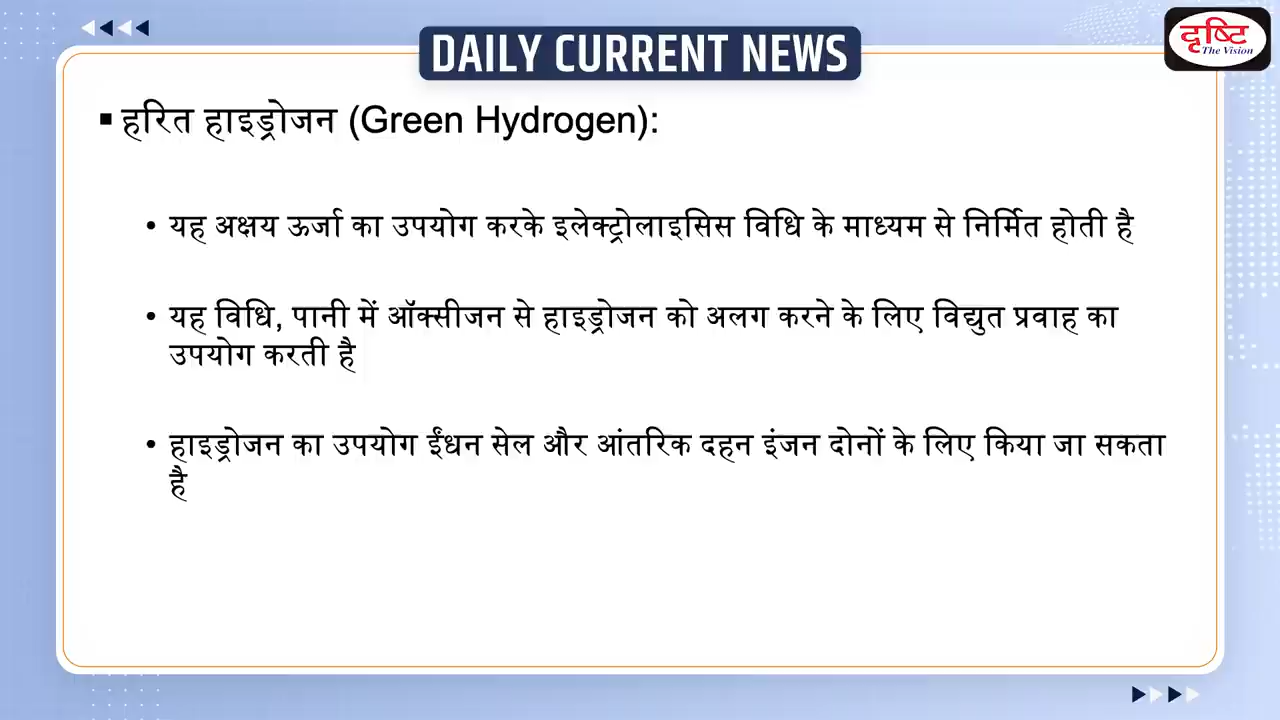 DAILY CURRENT NEWS
दृष्टि
The Vision
▪ हरित हाइड्रोजन (Green Hydrogen):
• यह अक्षय ऊर्जा का उपयोग करके इलेक्ट्रोलाइसिस विधि के माध्यम से निर्मित होती है
• यह विधि, पानी में ऑक्सीजन से हाइड्रोजन को अलग करने के लिए विद्युत प्रवाह का
उपयोग करती है
• हाइड्रोजन का उपयोग ईंधन सेल और आंतरिक दहन इंजन दोनों के लिए किया जा सकता
है